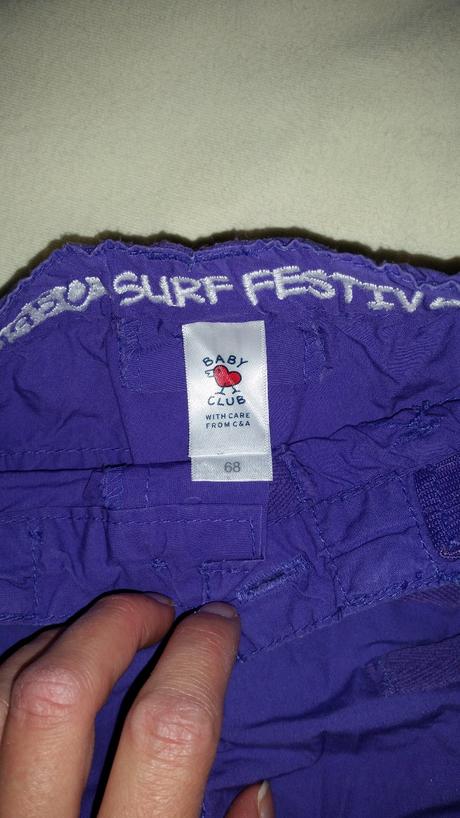 SURF FESTIV
BABY
CLUB
WITH CARE
FROM C&A
68